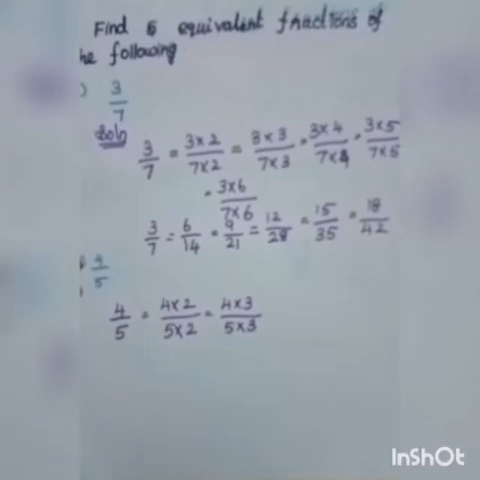 Find 5 equivalent fractions of
he following
) 3/7
Soln
3/7 = 3×2/7×2 = 3×3/7×3 = 3×4/7×4 = 3×5/7×5
= 3×6/7×6
3/7 = 6/14 = 9/21 = 12/28 = 15/35 = 18/42
) 4/5
4/5 = 4×2/5×2 = 4×3/5×3
InShOt